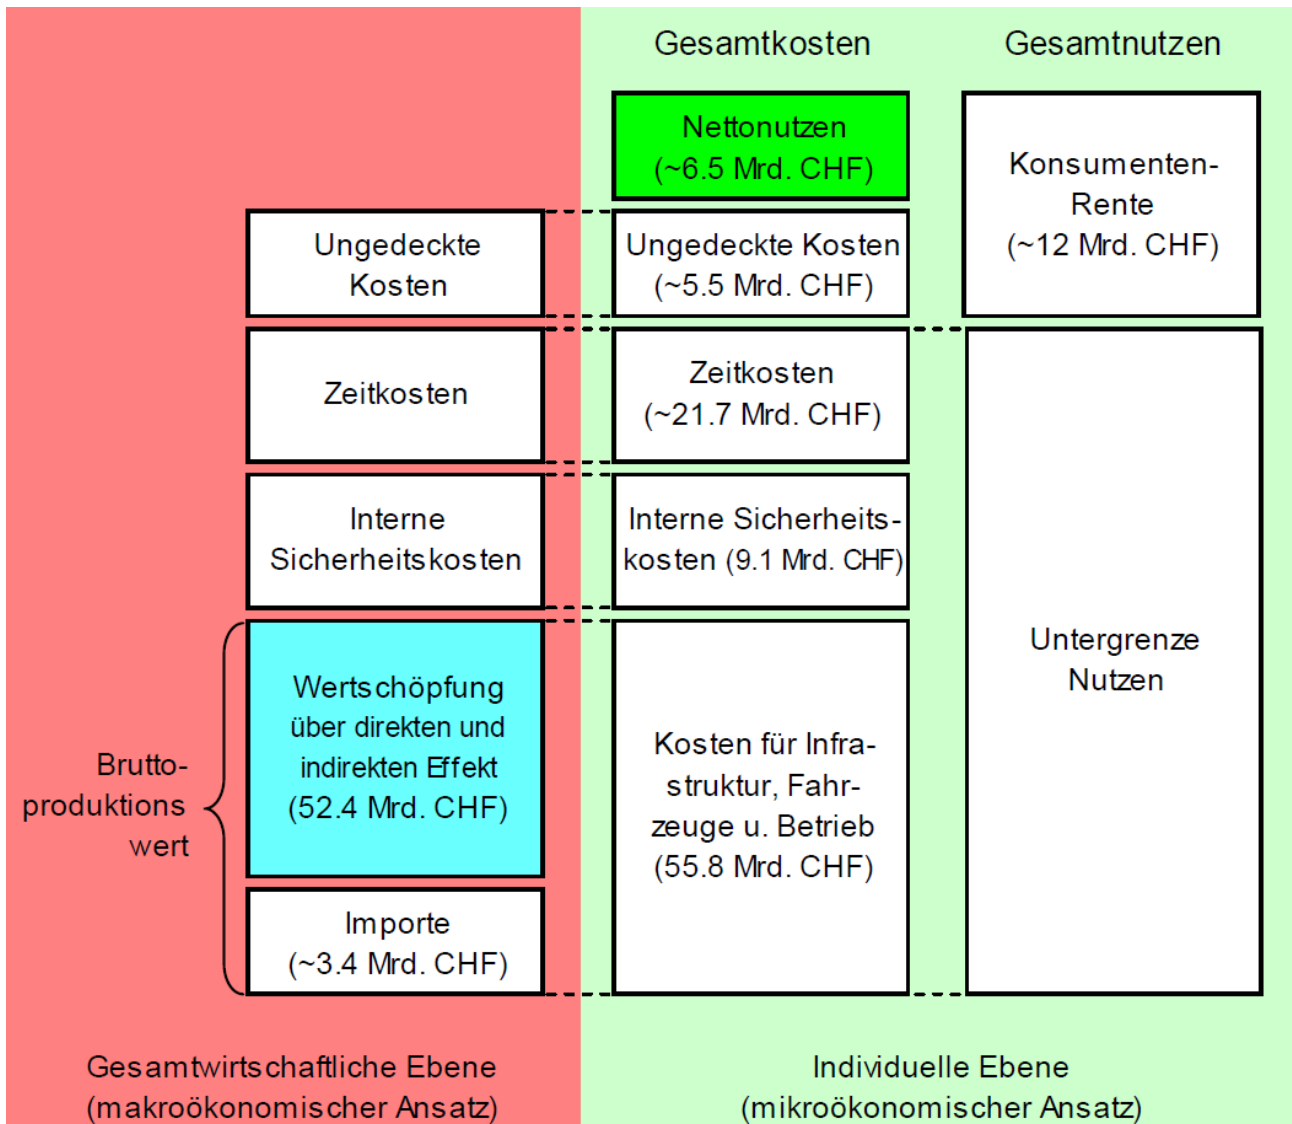 Gesamtkosten
Gesamtnutzen
Nettonutzen
(~6.5 Mrd. CHF)
Konsumenten-
Rente
(~12 Mrd. CHF)
Ungedeckte
Kosten
Ungedeckte Kosten
(~5.5 Mrd. CHF)
Zeitkosten
Zeitkosten
(~21.7 Mrd. CHF)
Interne
Sicherheitskosten
Interne Sicherheits-
kosten (9.1 Mrd. CHF)
Brutto-
produktions
wert
Wertschöpfung
über direkten und
indirekten Effekt
(52.4 Mrd. CHF)
Kosten für Infra-
struktur, Fahr-
zeuge u. Betrieb
(55.8 Mrd. CHF)
Untergrenze
Nutzen
Importe
(~3.4 Mrd. CHF)
Gesamtwirtschaftliche Ebene
(makroökonomischer Ansatz)
Individuelle Ebene
(mikroökonomischer Ansatz)